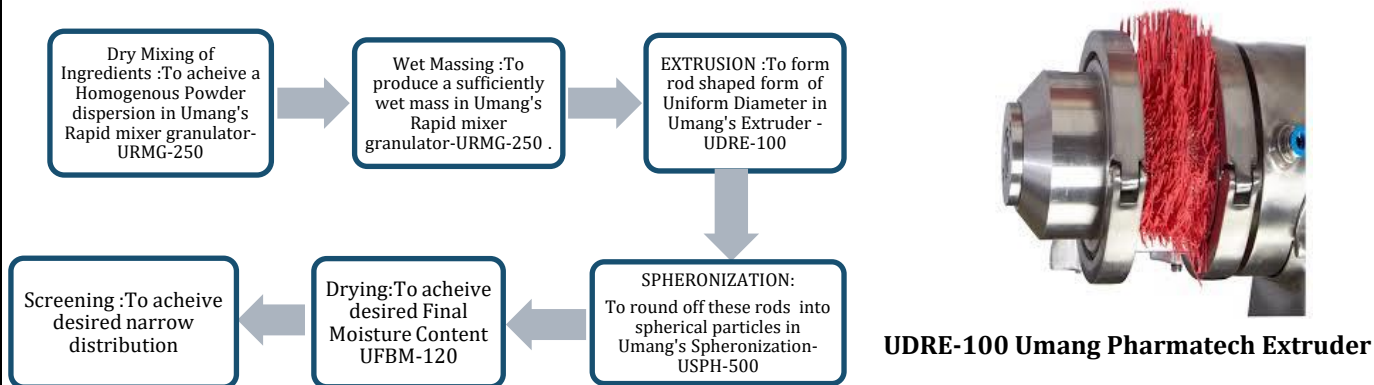 Dry Mixing of
Ingredients :To acheive a
Homogenous Powder
dispersion in Umang's
Rapid mixer granulator-
URMG-250
Wet Massing :To
produce a sufficiently
wet mass in Umang's
Rapid mixer
granulator-URMG-250 .
EXTRUSION :To form
rod shaped form of
Uniform Diameter in
Umang's Extruder -
UDRE-100
SPHERONIZATION:
To round off these rods into
spherical particles in
Umang's Spheronization-
USPH-500
Drying:To acheive
desired Final
Moisture Content
UFBM-120
Screening :To acheive
desired narrow
distribution
UDRE-100 Umang Pharmatech Extruder